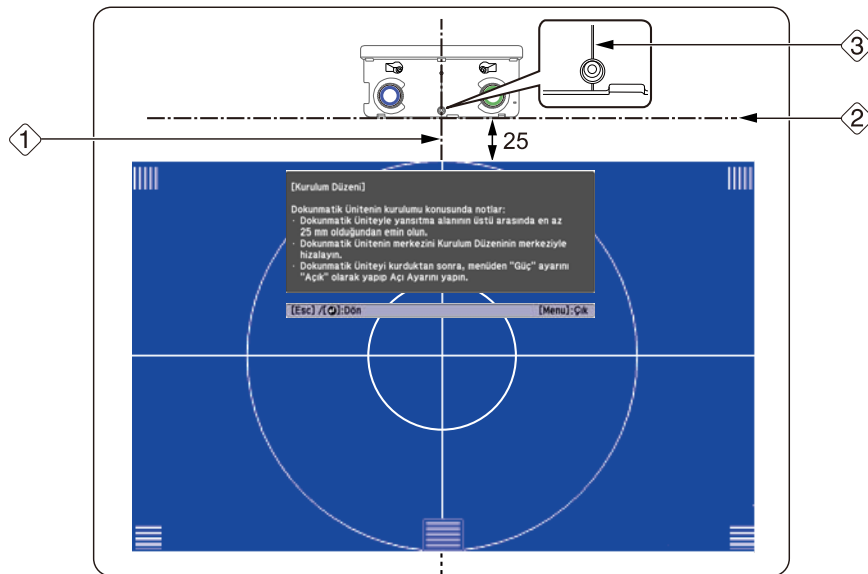 3
2
1
25
[Kurulum Düzeni]
Dokunmatik Ünitenin kurulumu konusunda notlar:
· Dokunmatik Üniteyle yansıtma alanının üstü arasında en az
25 mm olduğundan emin olun.
· Dokunmatik Ünitenin merkezini Kurulum Düzeninin merkeziyle
hizalayın.
· Dokunmatik Üniteyi kurduktan sonra, menüden "Güç" ayarını
"Açık" olarak yapıp Açı Ayarını yapın.
[Esc] /[⏎]:Dön [Menu]:Çık